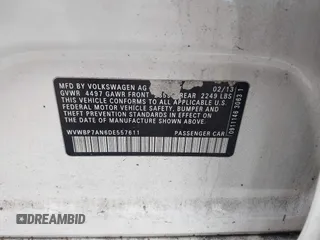 MFD BY VOLKSWAGEN AG 02/13
GVWR 4497 GAWR FRONT REAR 2249 LBS
THIS VEHICLE CONFORMS TO ALL APPLICABLE
FEDERAL MOTOR VEHICLE SAFETY, BUMPER AND
THEFT PREVENTION STANDARDS IN EFFECT ON THE
DATE OF MANUFACTURE SHOWN ABOVE
WVWBP7AN6DE557611 PASSENGER CAR
DREAMBID